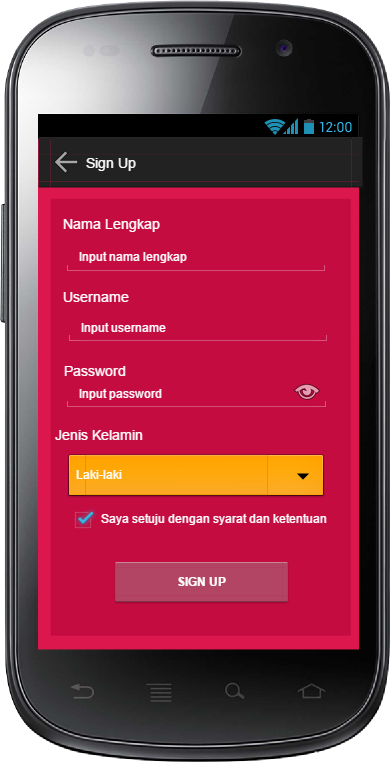 12:00
Sign Up
Nama Lengkap
Input nama lengkap
Username
Input username
Password
Input password
Jenis Kelamin
Laki-laki
Saya setuju dengan syarat dan ketentuan
SIGN UP